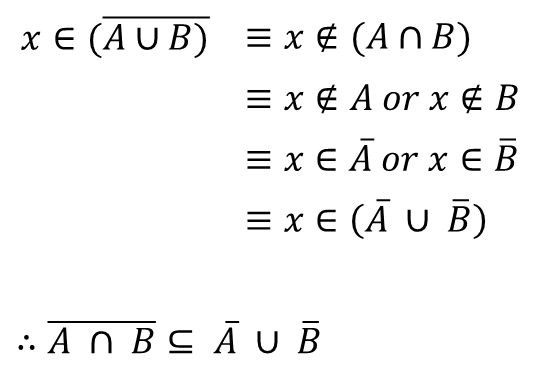 x ∈ (A̅ ̅∪̅ ̅B̅) ≡ x ∉ (A ∩ B)
≡ x ∉ A or x ∉ B
≡ x ∈ A̅ or x ∈ B̅
≡ x ∈ (A̅ ∪ B̅)
∴ A̅ ̅∩̅ ̅B̅ ⊆ A̅ ∪ B̅